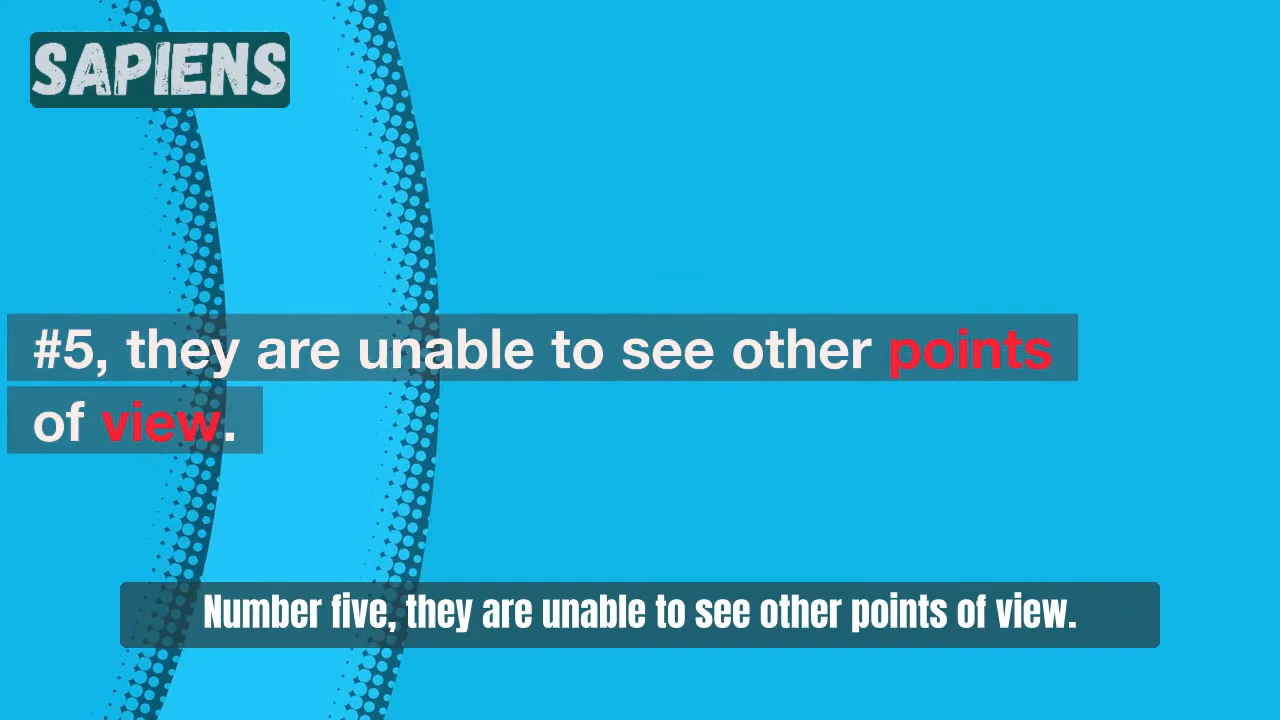 SAPIENS
#5, they are unable to see other points
of view.
Number five, they are unable to see other points of view.